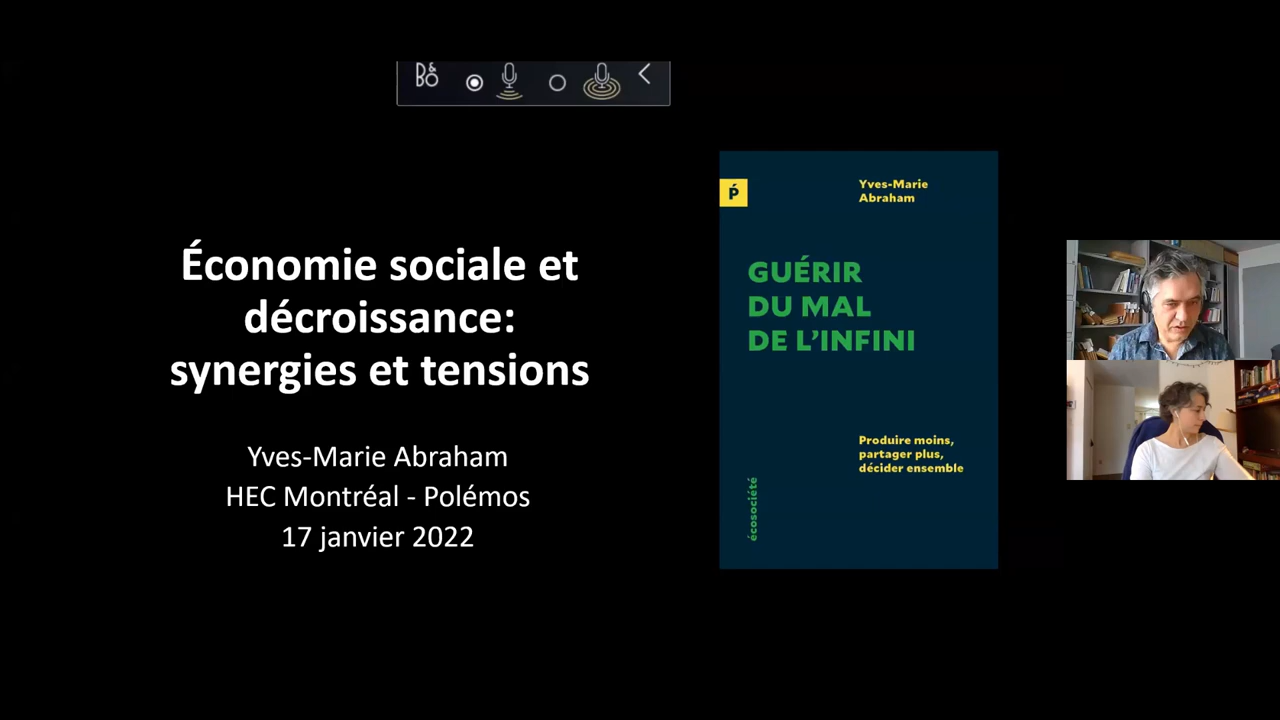 B&O
Économie sociale et
décroissance:
synergies et tensions
Yves-Marie Abraham
HEC Montréal - Polémos
17 janvier 2022
Ṕ
Yves-Marie
Abraham
GUÉRIR
DU MAL
DE L'INFINI
Produire moins,
partager plus,
décider ensemble
écosociété